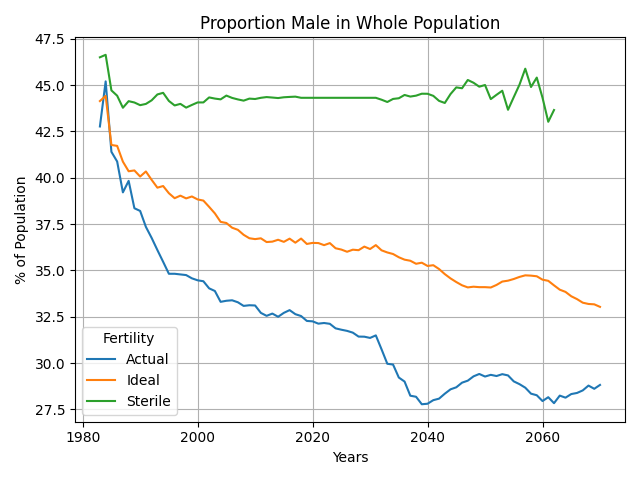 Proportion Male in Whole Population
% of Population
47.5
45.0
42.5
40.0
37.5
35.0
32.5
30.0
27.5
Fertility
Actual
Ideal
Sterile
1980
2000
2020
2040
2060
Years